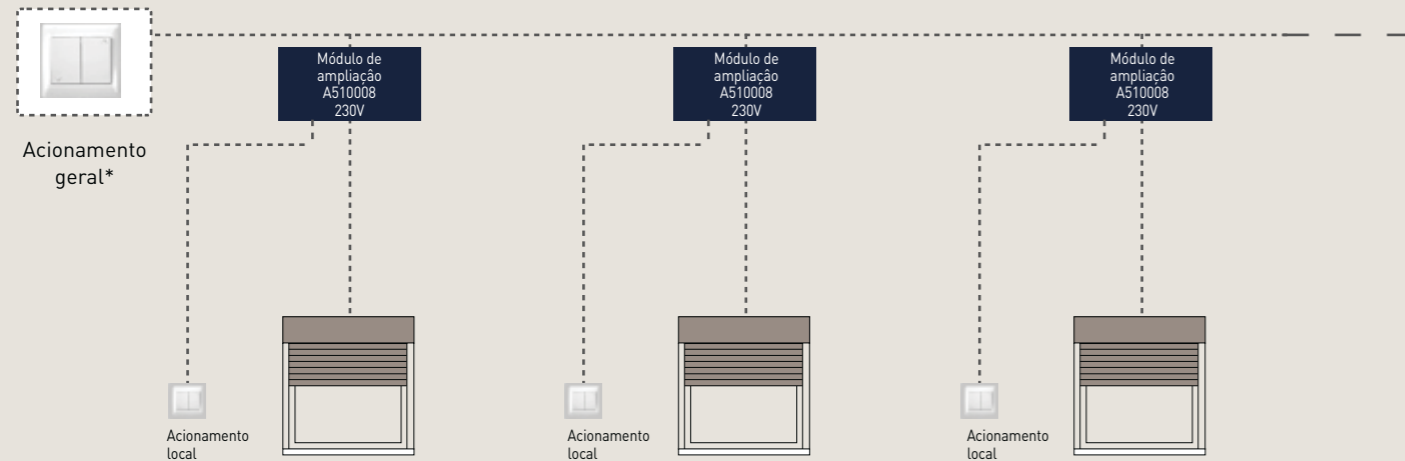 Acionamento
geral*
Módulo de
ampliação
A510008
230V
Módulo de
ampliação
A510008
230V
Módulo de
ampliação
A510008
230V
Acionamento
local
Acionamento
local
Acionamento
local